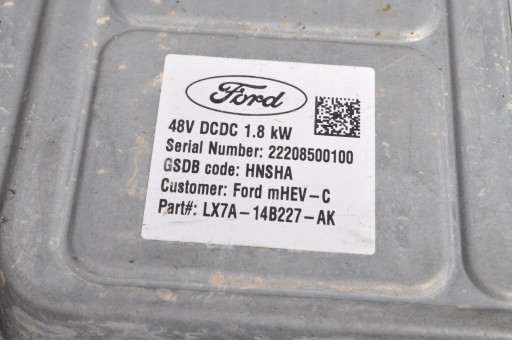 Ford
48V DCDC 1.8 kW
Serial Number: 22208500100
GSDB code: HNSHA
Customer: Ford mHEV-C
Part#: LX7A-14B227-AK